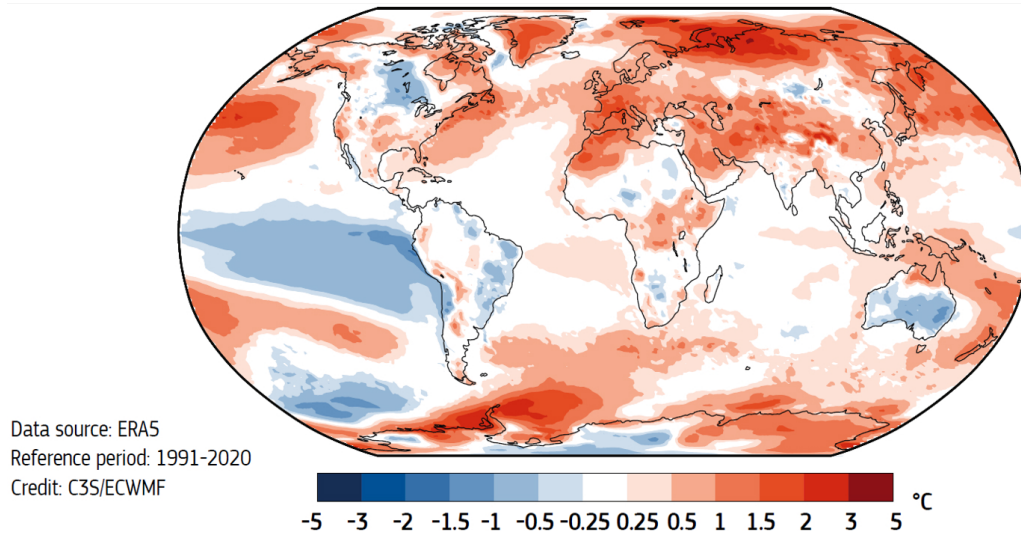 Data source: ERA5
Reference period: 1991-2020
Credit: C3S/ECWMF
-5 -3 -2 -1.5 -1 -0.5 -0.25 0.25 0.5 1 1.5 2 3 5 °C